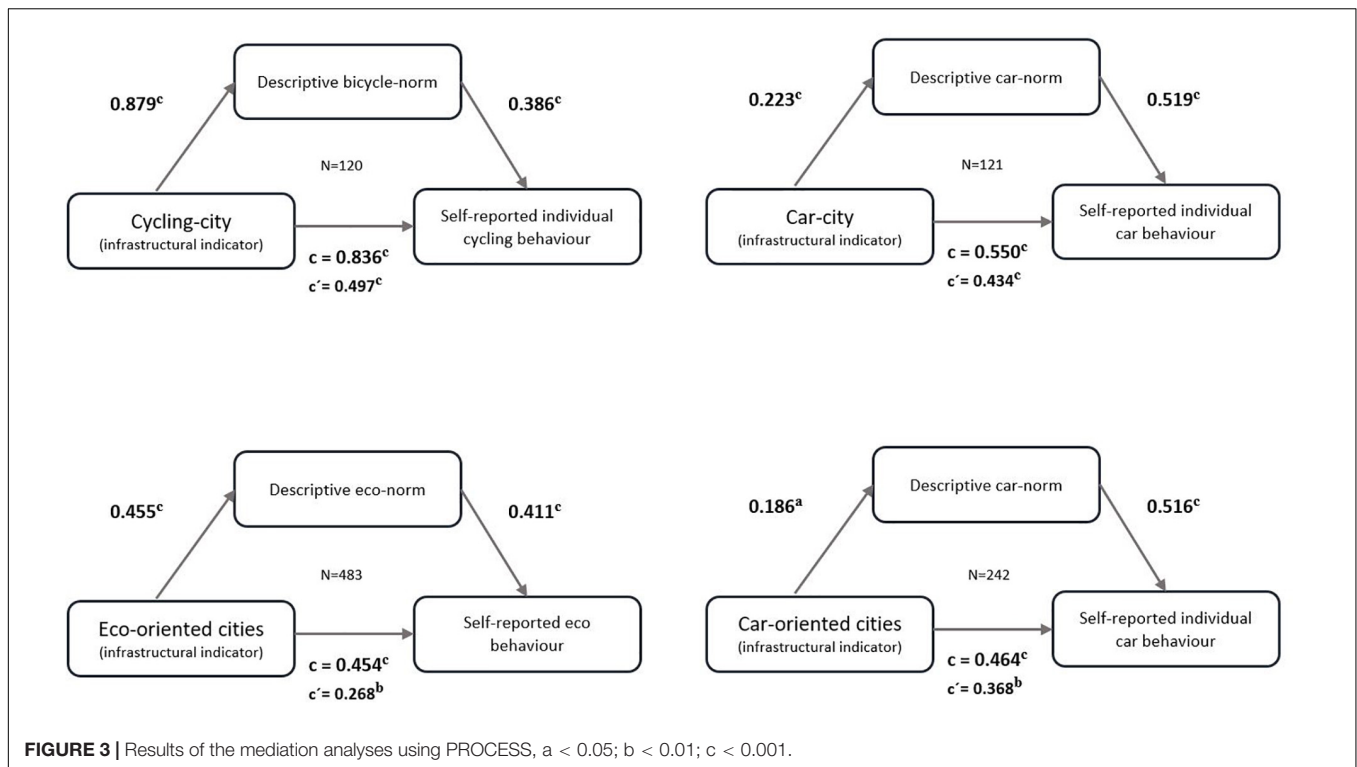 Descriptive bicycle-norm
0.879c
0.386c
N=120
Cycling-city
(infrastructural indicator)
Self-reported individual
cycling behaviour
c = 0.836c
c´= 0.497c
Descriptive car-norm
0.223c
0.519c
N=121
Car-city
(infrastructural indicator)
Self-reported individual
car behaviour
c = 0.550c
c´= 0.434c
Descriptive eco-norm
0.455c
0.411c
N=483
Eco-oriented cities
(infrastructural indicator)
Self-reported eco
behaviour
c = 0.454c
c´= 0.268b
Descriptive car-norm
0.186a
0.516c
N=242
Car-oriented cities
(infrastructural indicator)
Self-reported individual
car behaviour
c = 0.464c
c´= 0.368b
FIGURE 3 | Results of the mediation analyses using PROCESS, a < 0.05; b < 0.01; c < 0.001.